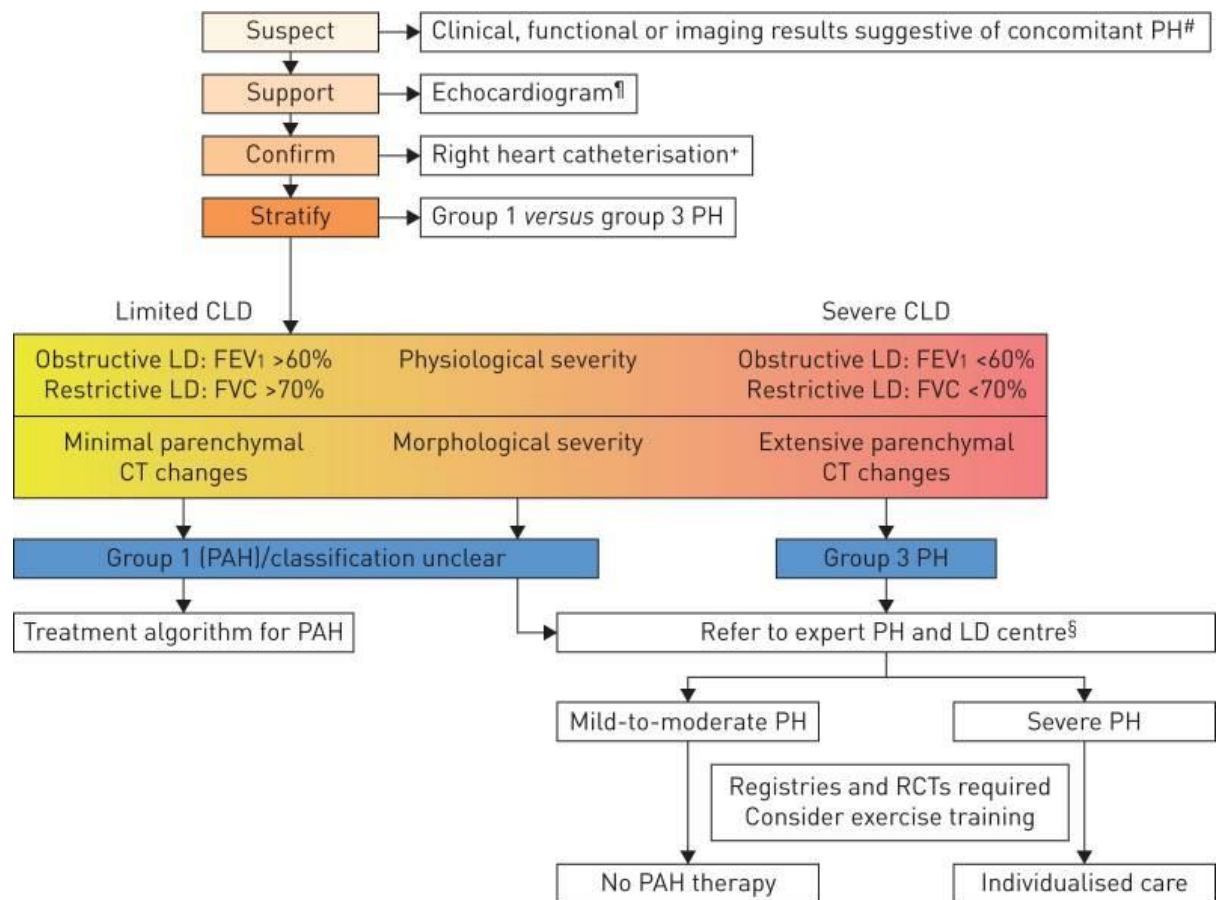 Suspect
Clinical, functional or imaging results suggestive of concomitant PH#
Support
Echocardiogram¶
Confirm
Right heart catheterisation+
Stratify
Group 1 versus group 3 PH
Limited CLD
Severe CLD
Obstructive LD: FEV1 >60%
Restrictive LD: FVC >70%
Physiological severity
Obstructive LD: FEV1 <60%
Restrictive LD: FVC <70%
Minimal parenchymal
CT changes
Morphological severity
Extensive parenchymal
CT changes
Group 1 (PAH)/classification unclear
Group 3 PH
Treatment algorithm for PAH
Refer to expert PH and LD centre§
Mild-to-moderate PH
Severe PH
Registries and RCTs required
Consider exercise training
No PAH therapy
Individualised care